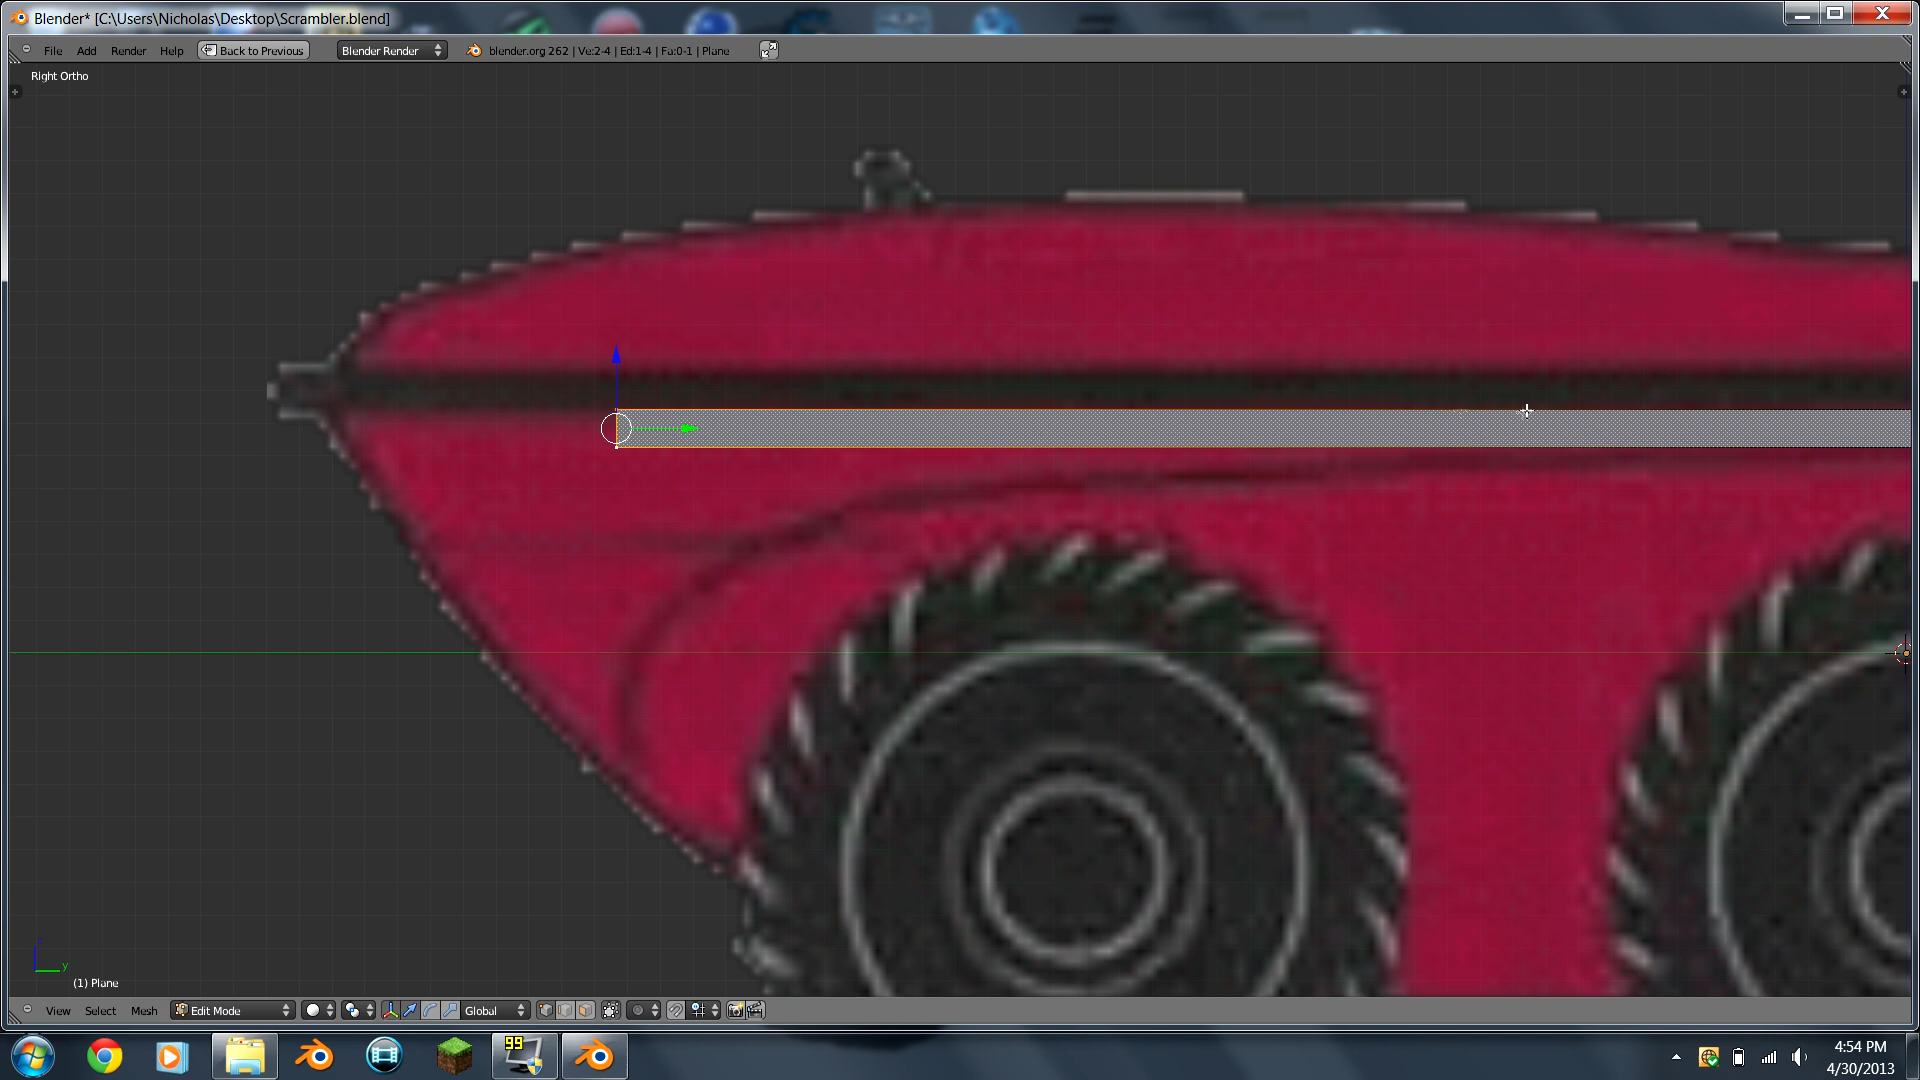 Blender* [C:\Users\Nicholas\Desktop\Scrambler.blend]
File Add Render Help Back to Previous Blender Render blender.org 262 | Ve:2-4 | Ed:1-4 | Fa:0-1 | Plane
Right Ortho
y
(1) Plane
View Select Mesh Edit Mode Global
99
4:54 PM
4/30/2013